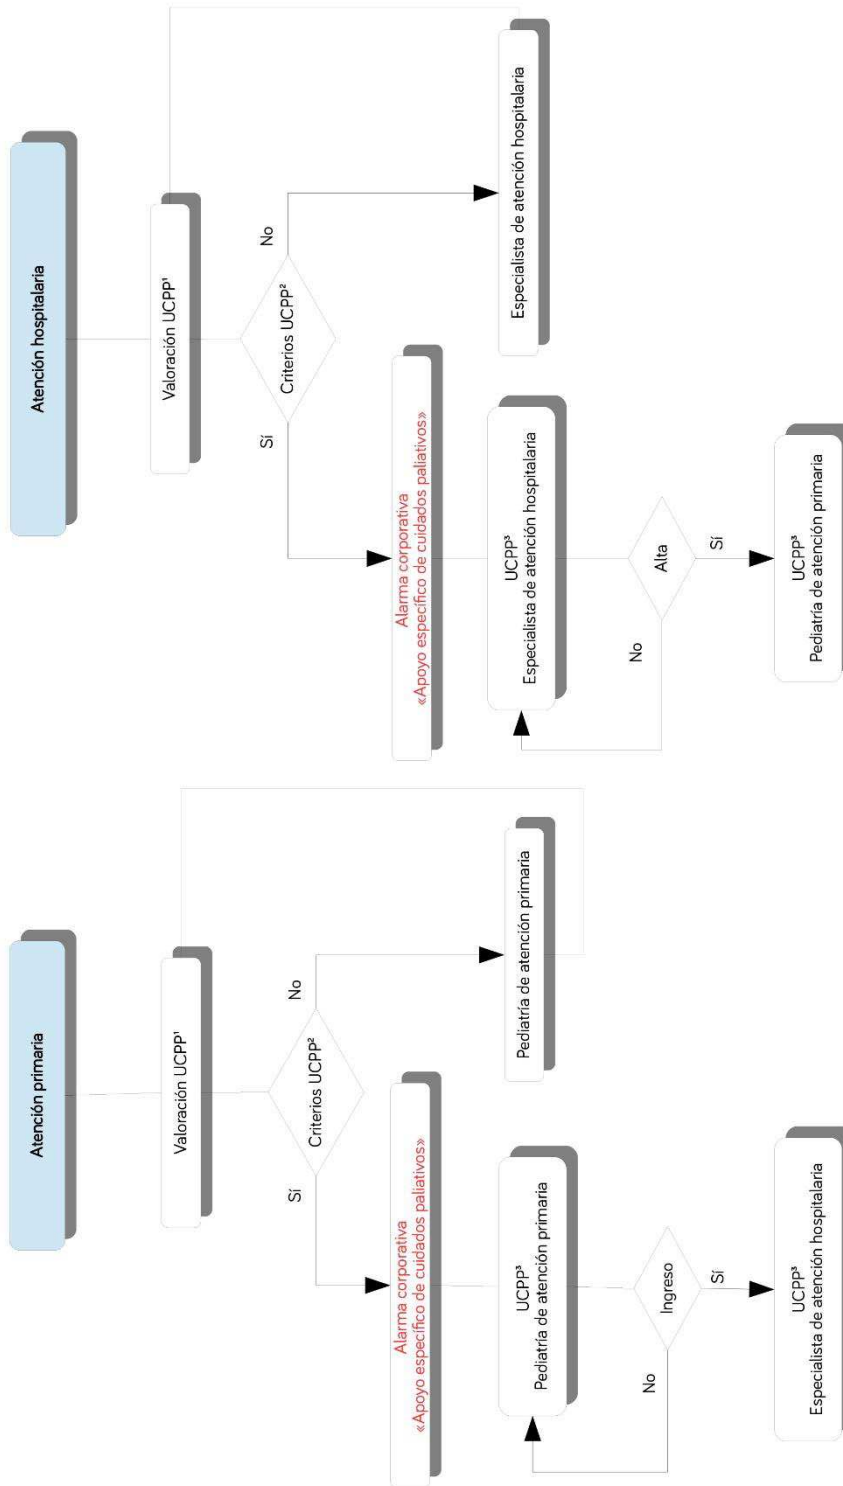 Atención primaria
Valoración UCPP¹
Criterios UCPP²
Sí
No
Alarma corporativa
«Apoyo específico de cuidados paliativos»
Pediatría de atención primaria
UCPP³
Pediatría de atención primaria
Ingreso
No
Sí
UCPP³
Especialista de atención hospitalaria
Atención hospitalaria
Valoración UCPP¹
Criterios UCPP²
Sí
No
Alarma corporativa
«Apoyo específico de cuidados paliativos»
Especialista de atención hospitalaria
UCPP³
Especialista de atención hospitalaria
Alta
No
Sí
UCPP³
Pediatría de atención primaria